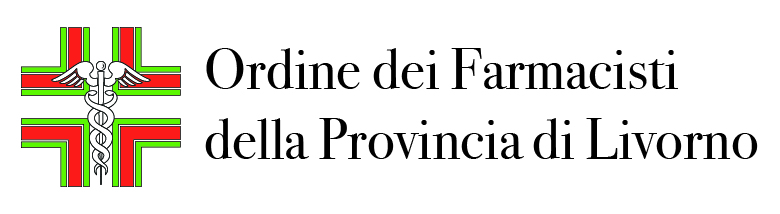 Ordine dei Farmacisti
della Provincia di Livorno